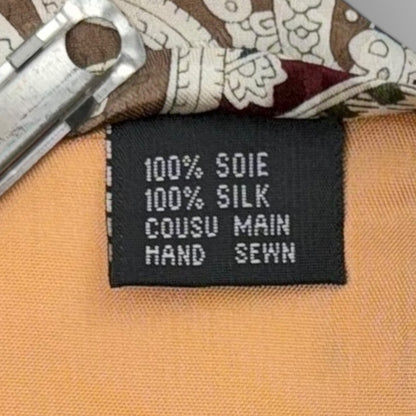 100% SOIE
100% SILK
COUSU MAIN
HAND SEWN